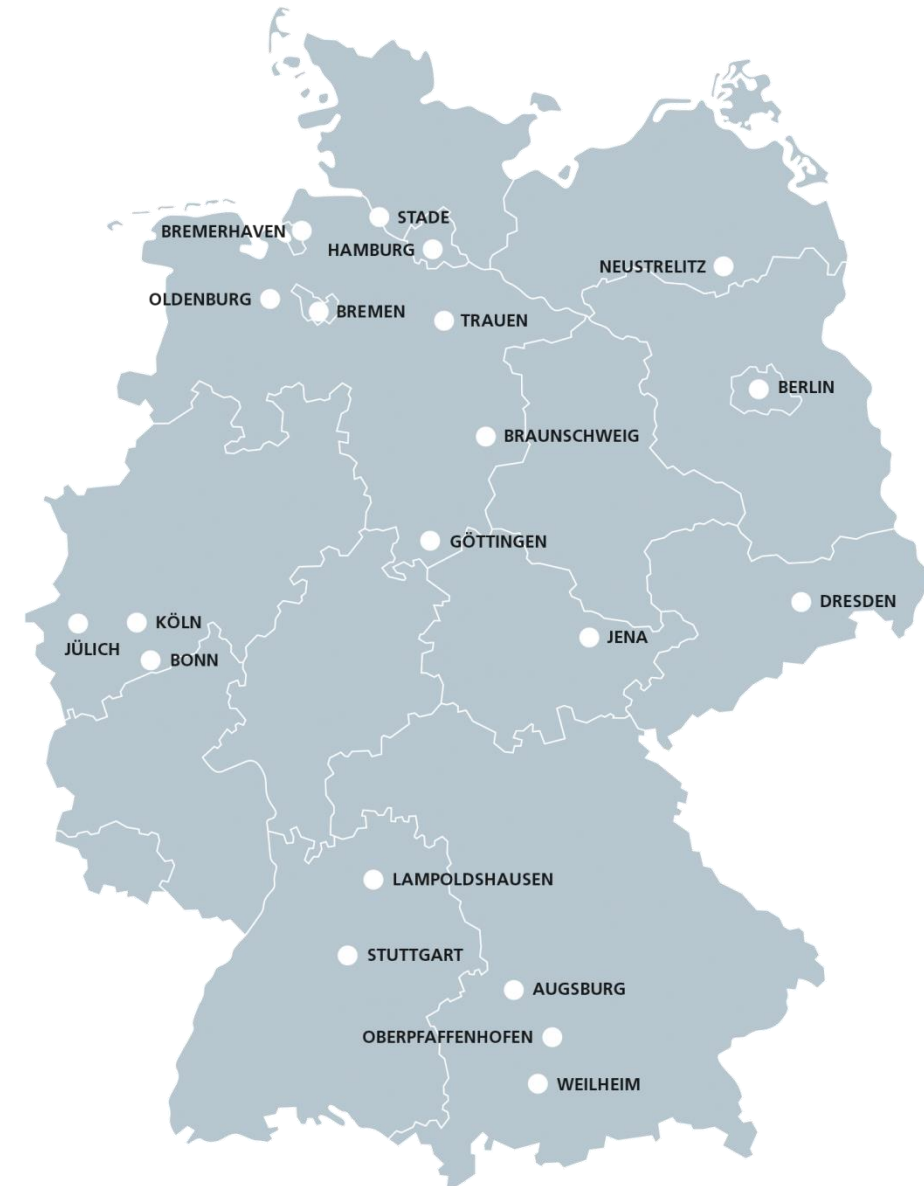 STADE
BREMERHAVEN
HAMBURG
NEUSTRELITZ
OLDENBURG
BREMEN
TRAUEN
BERLIN
BRAUNSCHWEIG
GÖTTINGEN
DRESDEN
KÖLN
JENA
JÜLICH
BONN
LAMPOLDSHAUSEN
STUTTGART
AUGSBURG
OBERPFAFFENHOFEN
WEILHEIM